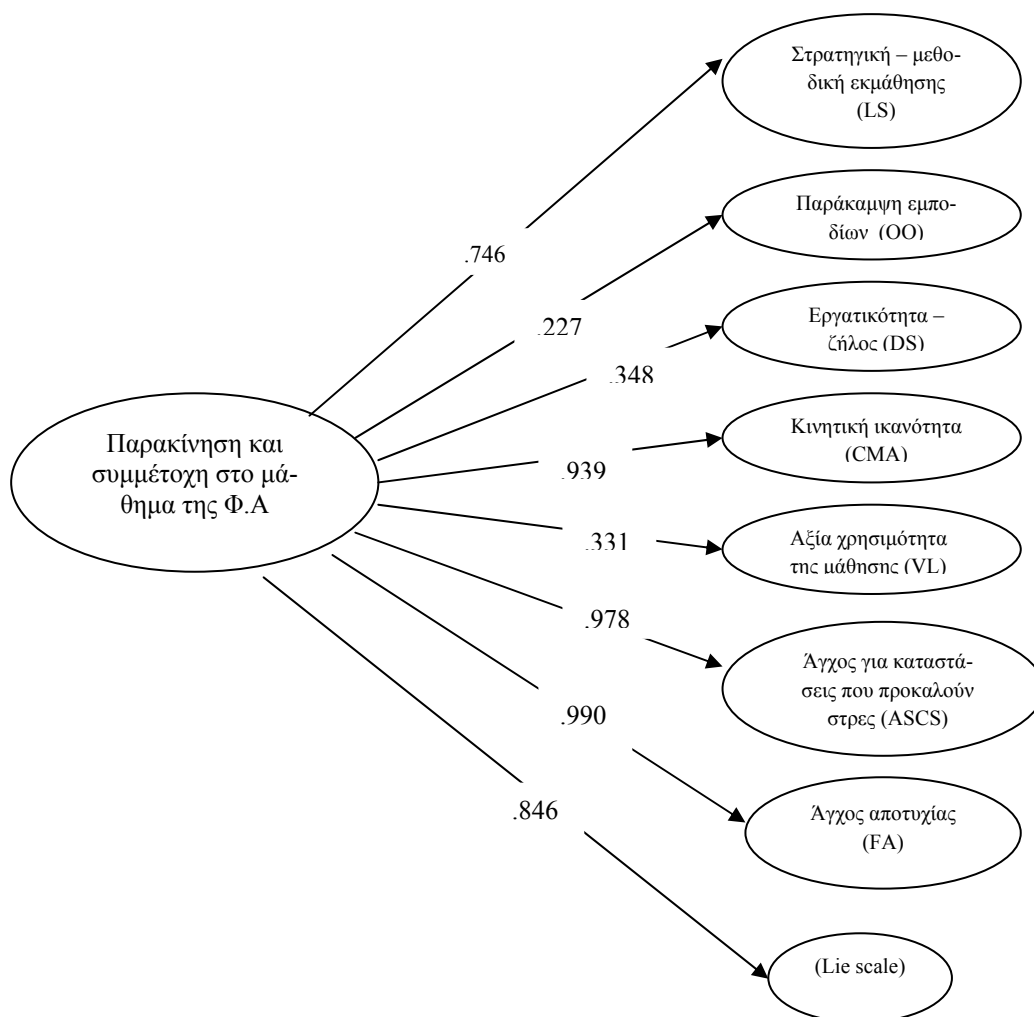 Στρατηγική – μεθο-
δική εκμάθησης
(LS)
Παράκαμψη εμπο-
δίων (OO)
.746
.227
Εργατικότητα –
ζήλος (DS)
.348
Παρακίνηση και
συμμέτοχη στο μά-
θημα της Φ.Α
Κινητική ικανότητα
(CMA)
.939
.331
Αξία χρησιμότητα
της μάθησης (VL)
.978
Άγχος για καταστά-
σεις που προκαλούν
στρες (ASCS)
.990
.846
Άγχος αποτυχίας
(FA)
(Lie scale)